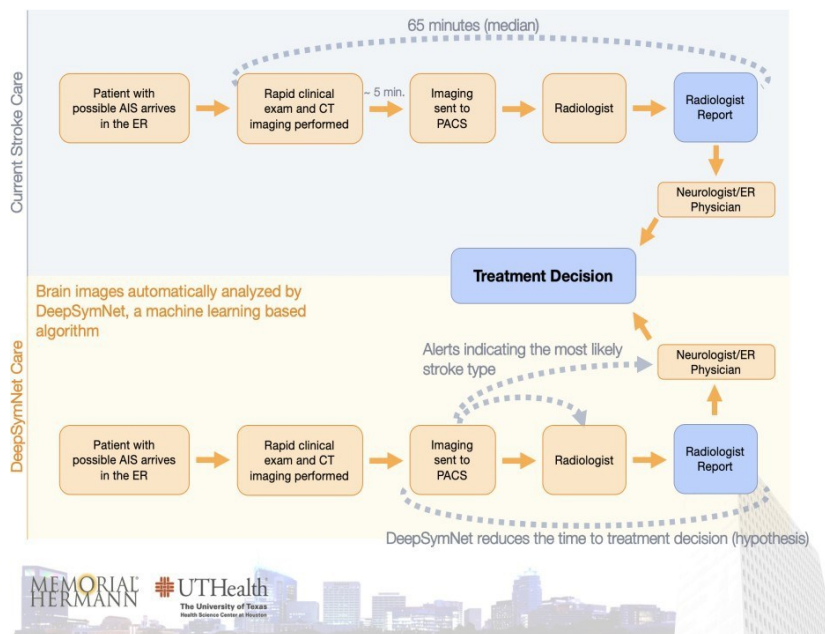 Current Stroke Care
65 minutes (median)
Patient with
possible AIS arrives
in the ER
Rapid clinical
exam and CT
imaging performed
~ 5 min.
Imaging
sent to
PACS
Radiologist
Radiologist
Report
Neurologist/ER
Physician
Treatment Decision
DeepSymNet Care
Brain images automatically analyzed by
DeepSymNet, a machine learning based
algorithm
Alerts indicating the most likely
stroke type
Neurologist/ER
Physician
Patient with
possible AIS arrives
in the ER
Rapid clinical
exam and CT
imaging performed
Imaging
sent to
PACS
Radiologist
Radiologist
Report
DeepSymNet reduces the time to treatment decision (hypothesis)
MEMORIAL
HERMANN
UTHealth
The University of Texas
Health Science Center at Houston